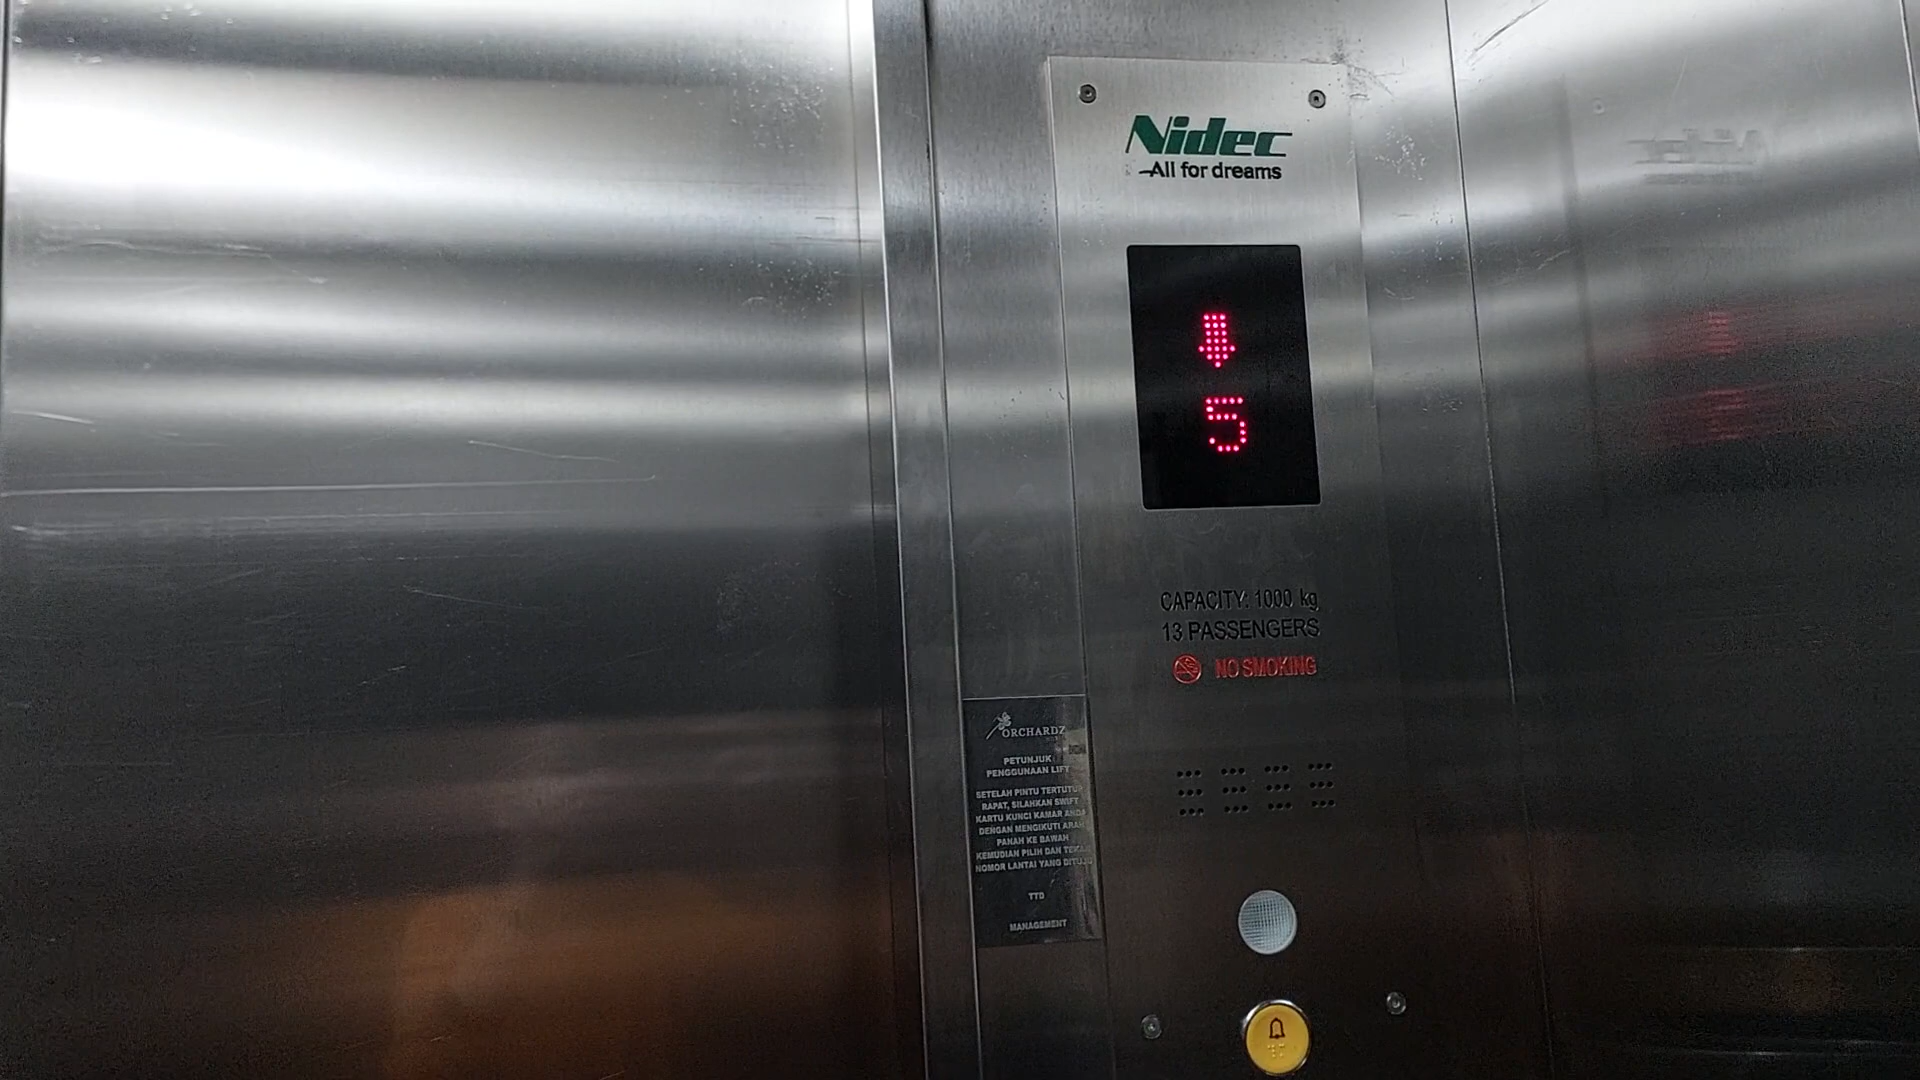 Nidec
All for dreams
5
CAPACITY: 1000 kg
13 PASSENGERS
NO SMOKING
ORCHARDZ
PETUNJUK
PENGGUNAAN LIFT
SETELAH PINTU TERTUTUP
RAPAT, SILAHKAN SWIFT
KARTU KUNCI KAMAR ANDA
DENGAN MENGIKUTI ARAH
PANAH KE BAWAH
KEMUDIAN PILIH DAN TEKAN
NOMOR LANTAI YANG DITUJU
TTD
MANAGEMENT